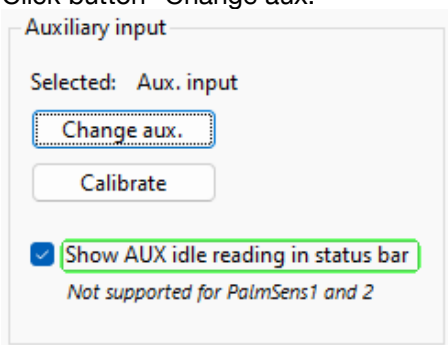 Click button "Change aux."
Auxiliary input
Selected: Aux. input
Change aux.
Calibrate
Show AUX idle reading in status bar
Not supported for PalmSens1 and 2